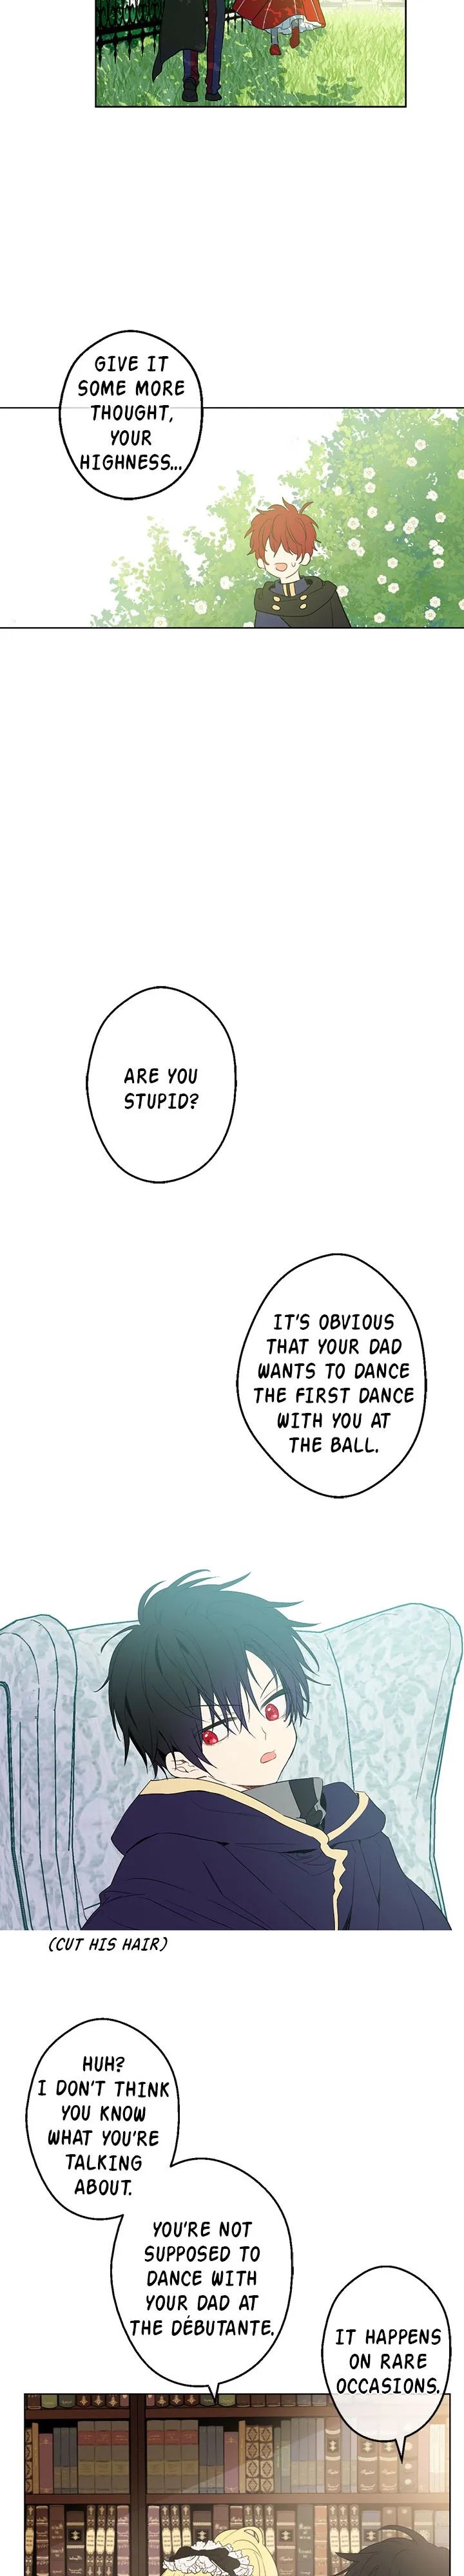 GIVE IT
SOME MORE
THOUGHT,
YOUR
HIGHNESS...
ARE YOU
STUPID?
IT'S OBVIOUS
THAT YOUR DAD
WANTS TO DANCE
THE FIRST DANCE
WITH YOU AT
THE BALL.
(CUT HIS HAIR)
HUH?
I DON'T THINK
YOU KNOW
WHAT YOU'RE
TALKING
ABOUT.
YOU'RE NOT
SUPPOSED TO
DANCE WITH
YOUR DAD AT
THE DÉBUTANTE.
IT HAPPENS
ON RARE
OCCASIONS.